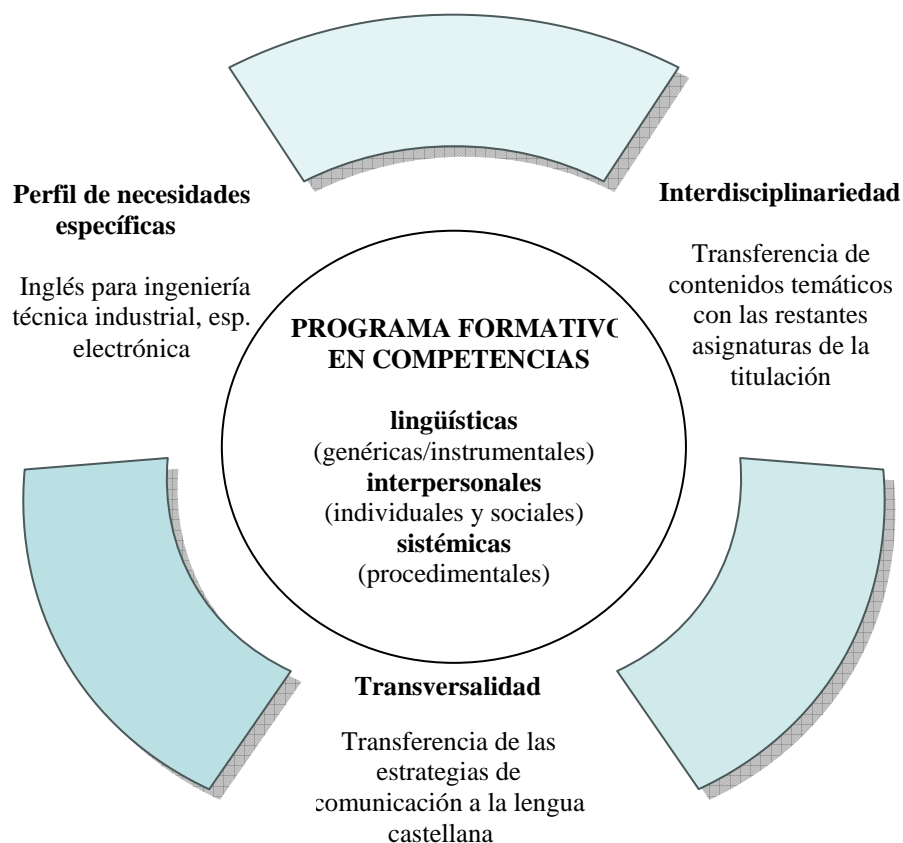 Perfil de necesidades
específicas
Inglés para ingeniería
técnica industrial, esp.
electrónica
Interdisciplinariedad
Transferencia de
contenidos temáticos
con las restantes
asignaturas de la
titulación
PROGRAMA FORMATIVO
EN COMPETENCIAS
lingüísticas
(genéricas/instrumentales)
interpersonales
(individuales y sociales)
sistémicas
(procedimentales)
Transversalidad
Transferencia de las
estrategias de
comunicación a la lengua
castellana